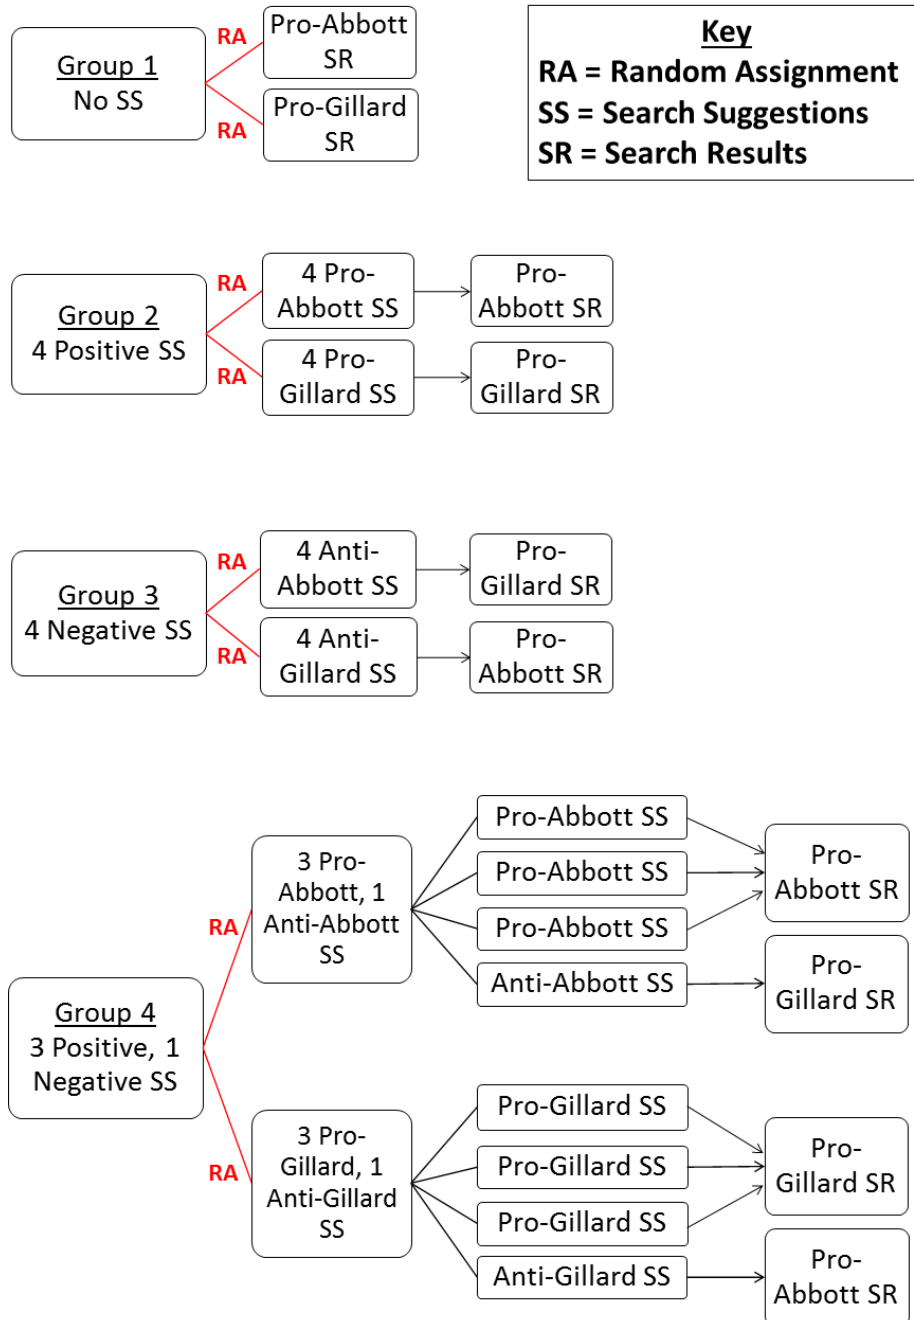 Key
RA = Random Assignment
SS = Search Suggestions
SR = Search Results
Group 1
No SS
RA
RA
Pro-Abbott
SR
Pro-Gillard
SR
Group 2
4 Positive SS
RA
RA
4 Pro-
Abbott SS
Pro-
Abbott SR
4 Pro-
Gillard SS
Pro-
Gillard SR
Group 3
4 Negative SS
RA
RA
4 Anti-
Abbott SS
Pro-
Gillard SR
4 Anti-
Gillard SS
Pro-
Abbott SR
Group 4
3 Positive, 1
Negative SS
RA
RA
3 Pro-
Abbott, 1
Anti-Abbott
SS
Pro-Abbott SS
Pro-Abbott SS
Pro-Abbott SS
Anti-Abbott SS
Pro-
Abbott SR
Pro-
Gillard SR
3 Pro-
Gillard, 1
Anti-Gillard
SS
Pro-Gillard SS
Pro-Gillard SS
Pro-Gillard SS
Anti-Gillard SS
Pro-
Gillard SR
Pro-
Abbott SR